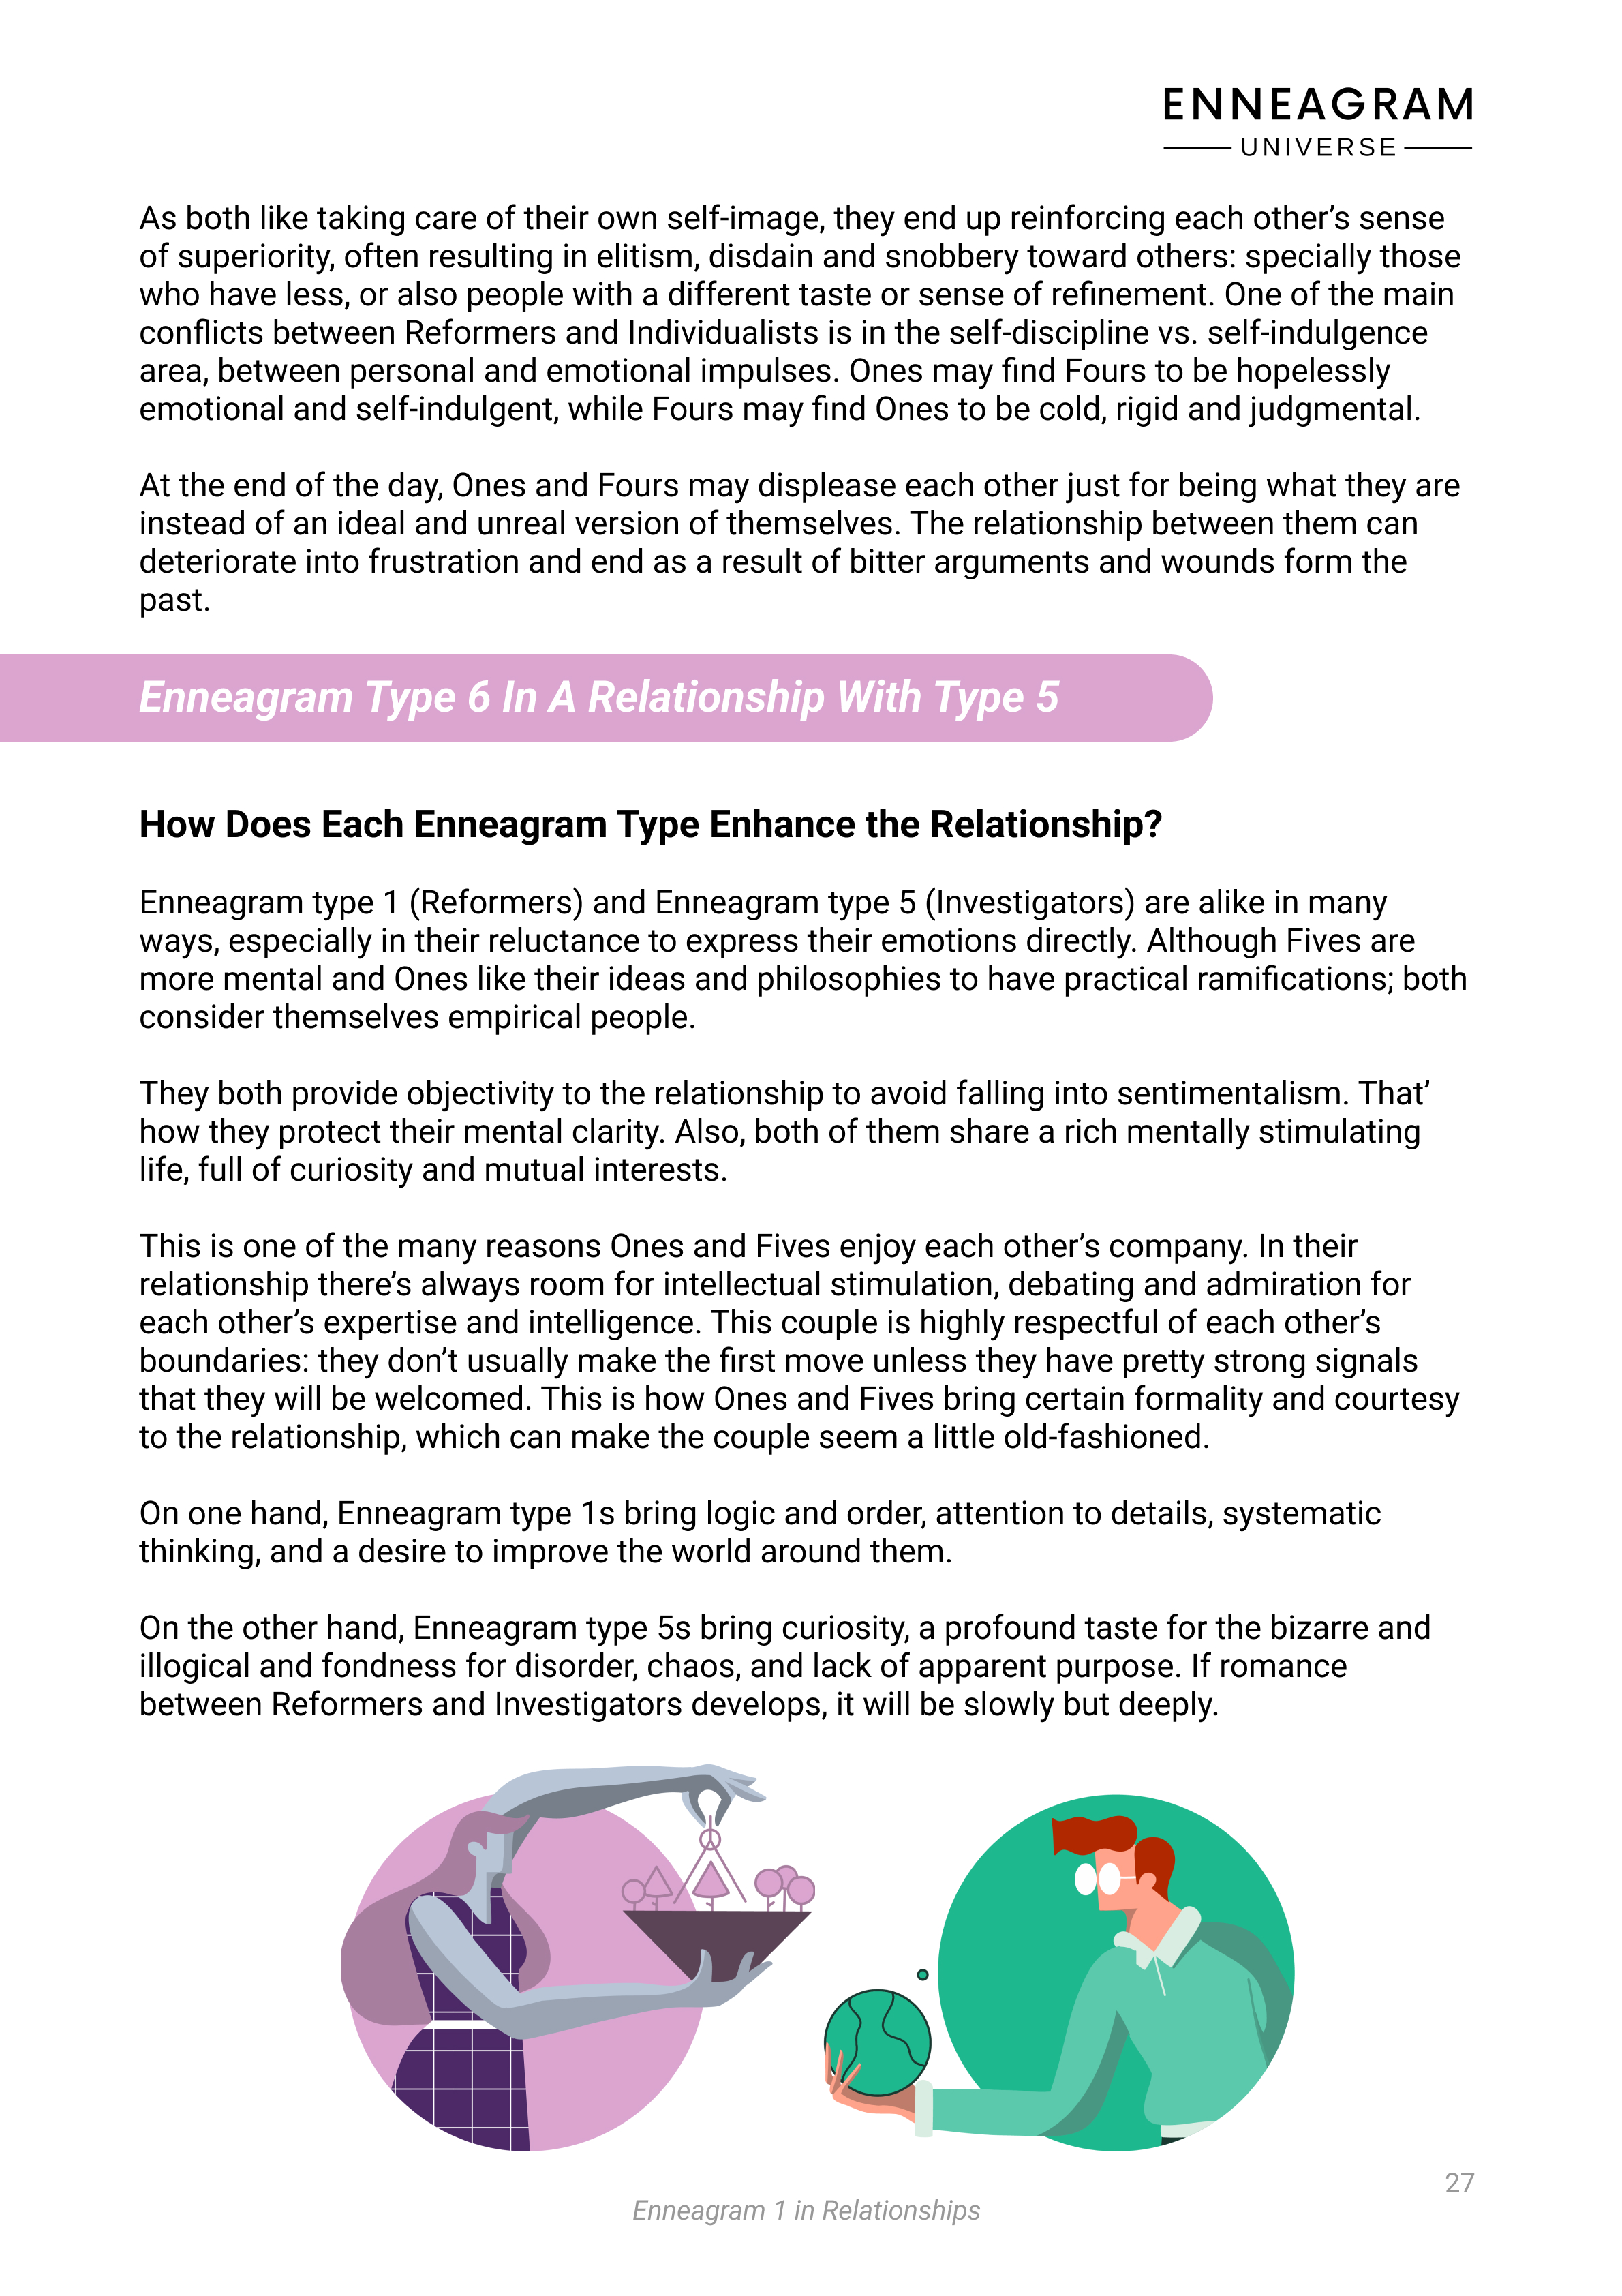 ENNEAGRAM
UNIVERSE
As both like taking care of their own self-image, they end up reinforcing each other’s sense
of superiority, often resulting in elitism, disdain and snobbery toward others: specially those
who have less, or also people with a different taste or sense of refinement. One of the main
conflicts between Reformers and Individualists is in the self-discipline vs. self-indulgence
area, between personal and emotional impulses. Ones may find Fours to be hopelessly
emotional and self-indulgent, while Fours may find Ones to be cold, rigid and judgmental.
At the end of the day, Ones and Fours may displease each other just for being what they are
instead of an ideal and unreal version of themselves. The relationship between them can
deteriorate into frustration and end as a result of bitter arguments and wounds form the
past.
Enneagram Type 6 In A Relationship With Type 5
How Does Each Enneagram Type Enhance the Relationship?
Enneagram type 1 (Reformers) and Enneagram type 5 (Investigators) are alike in many
ways, especially in their reluctance to express their emotions directly. Although Fives are
more mental and Ones like their ideas and philosophies to have practical ramifications; both
consider themselves empirical people.
They both provide objectivity to the relationship to avoid falling into sentimentalism. That’
how they protect their mental clarity. Also, both of them share a rich mentally stimulating
life, full of curiosity and mutual interests.
This is one of the many reasons Ones and Fives enjoy each other’s company. In their
relationship there’s always room for intellectual stimulation, debating and admiration for
each other’s expertise and intelligence. This couple is highly respectful of each other’s
boundaries: they don’t usually make the first move unless they have pretty strong signals
that they will be welcomed. This is how Ones and Fives bring certain formality and courtesy
to the relationship, which can make the couple seem a little old-fashioned.
On one hand, Enneagram type 1s bring logic and order, attention to details, systematic
thinking, and a desire to improve the world around them.
On the other hand, Enneagram type 5s bring curiosity, a profound taste for the bizarre and
illogical and fondness for disorder, chaos, and lack of apparent purpose. If romance
between Reformers and Investigators develops, it will be slowly but deeply.
27
Enneagram 1 in Relationships